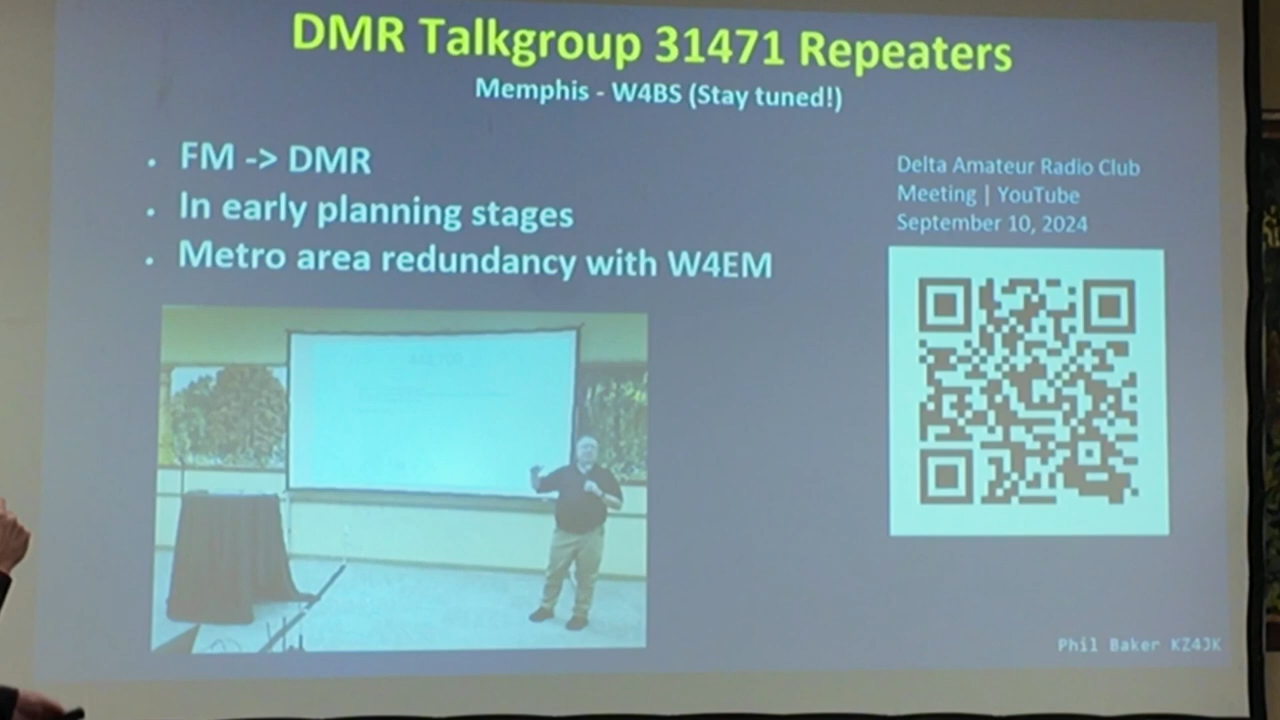 DMR Talkgroup 31471 Repeaters
Memphis - W4BS (Stay tuned!)
• FM -> DMR
• In early planning stages
• Metro area redundancy with W4EM
Delta Amateur Radio Club
Meeting | YouTube
September 10, 2024
Phil Baker KZ4JK